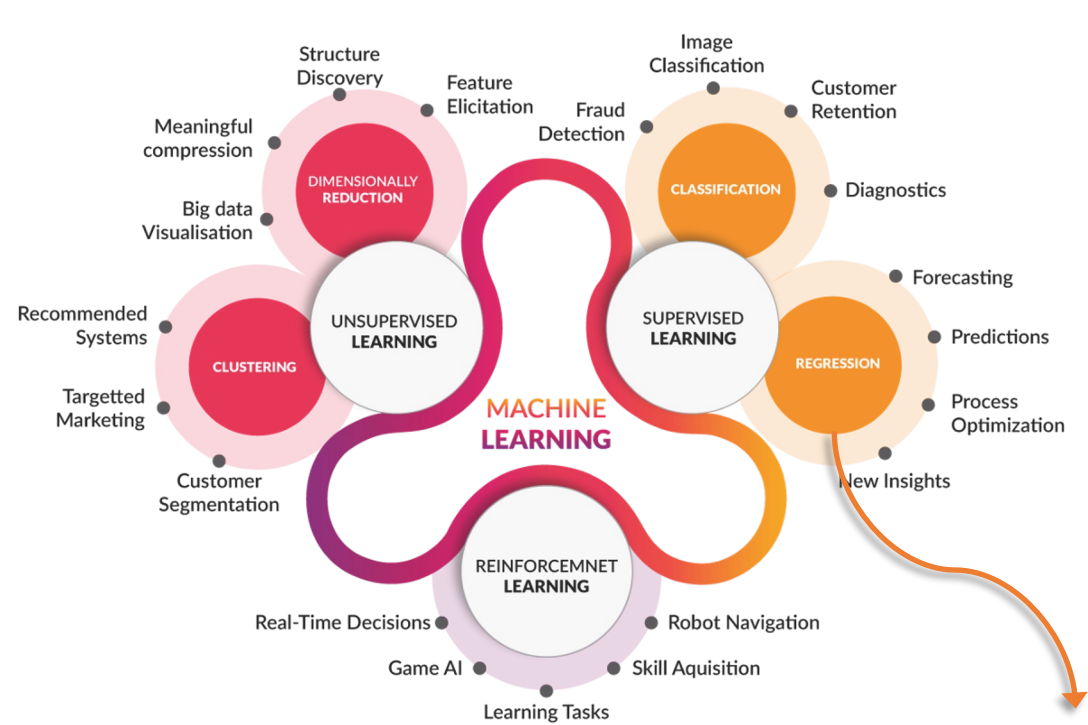 Structure
Discovery
Feature
Elicitation
Meaningful
compression
Big data
Visualisation
DIMENSIONALLY
REDUCTION
Image
Classification
Customer
Retention
Fraud
Detection
Diagnostics
CLASSIFICATION
Recommended
Systems
Targetted
Marketing
Customer
Segmentation
CLUSTERING
UNSUPERVISED
LEARNING
SUPERVISED
LEARNING
Forecasting
Predictions
Process
Optimization
New Insights
REGRESSION
MACHINE
LEARNING
REINFORCEMNET
LEARNING
Real-Time Decisions
Game AI
Learning Tasks
Skill Aquisition
Robot Navigation